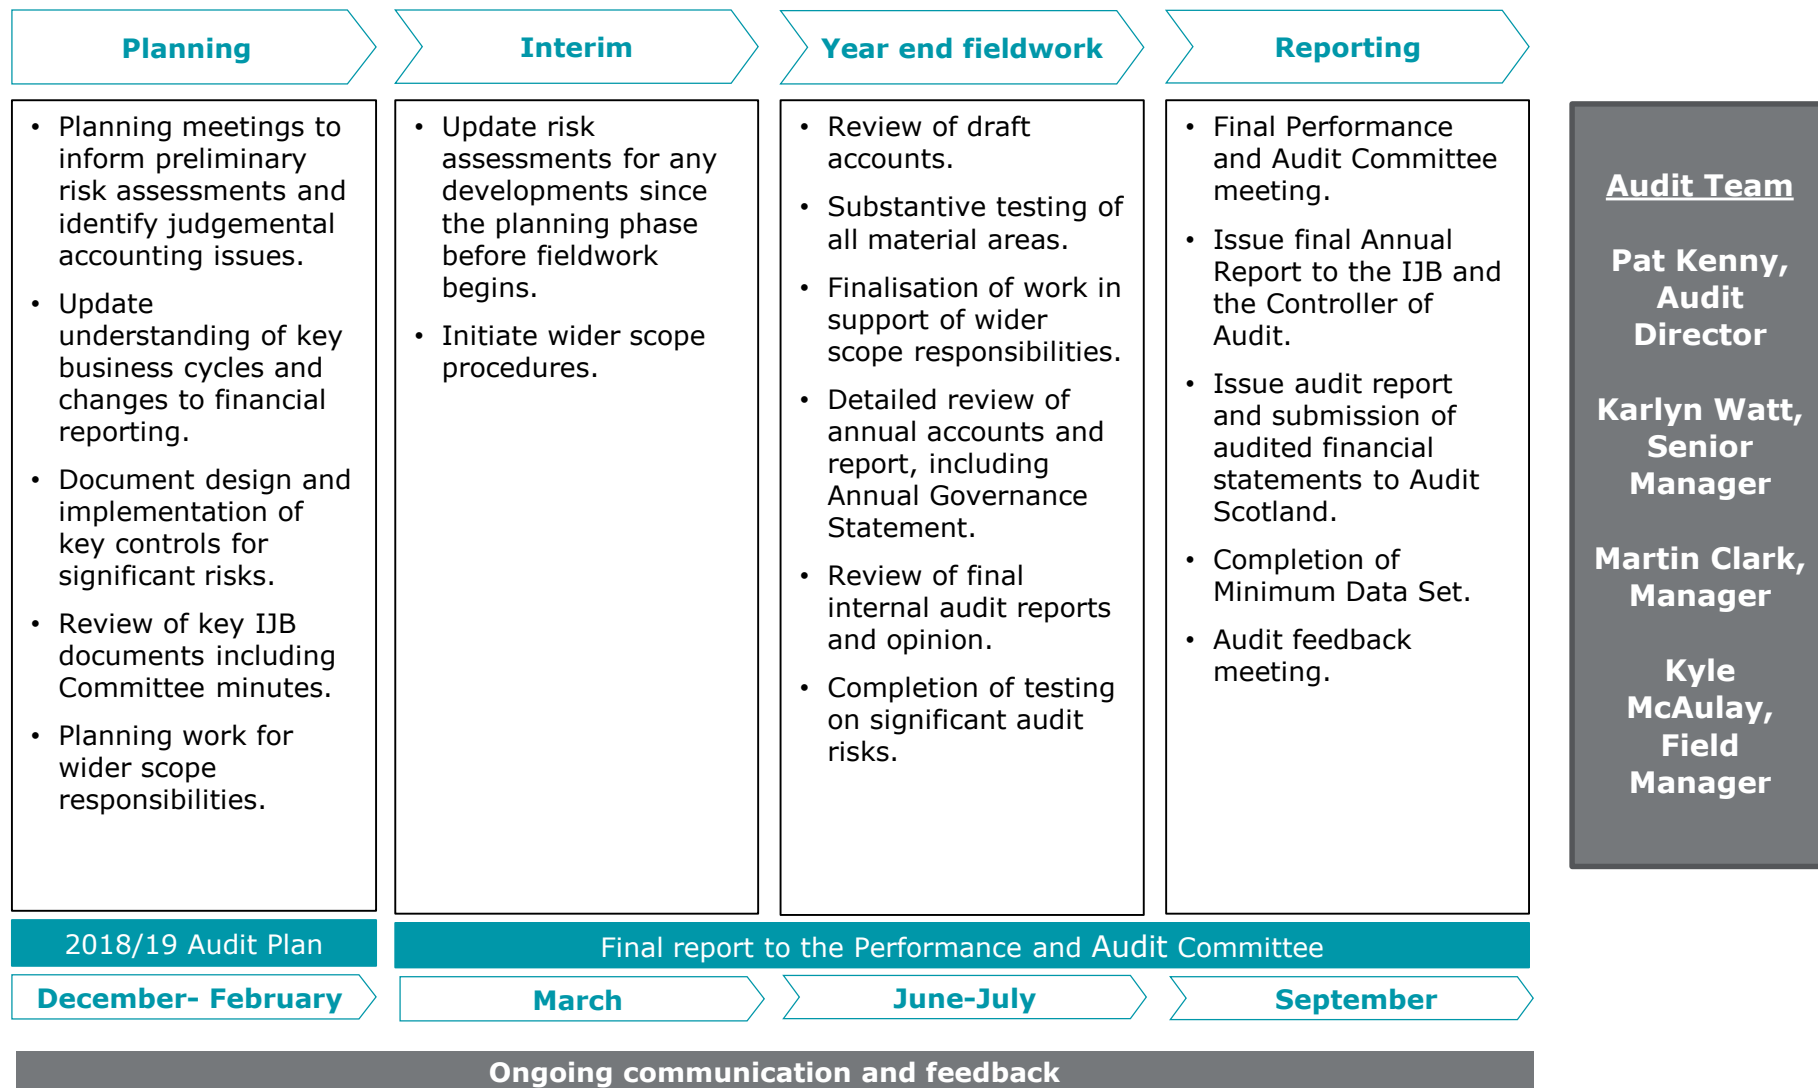 Planning
Interim
Year end fieldwork
Reporting
• Planning meetings to
inform preliminary
risk assessments and
identify judgemental
accounting issues.
• Update
understanding of key
business cycles and
changes to financial
reporting.
• Document design and
implementation of
key controls for
significant risks.
• Review of key IJB
documents including
Committee minutes.
• Planning work for
wider scope
responsibilities.
• Update risk
assessments for any
developments since
the planning phase
before fieldwork
begins.
• Initiate wider scope
procedures.
• Review of draft
accounts.
• Substantive testing of
all material areas.
• Finalisation of work in
support of wider
scope responsibilities.
• Detailed review of
annual accounts and
report, including
Annual Governance
Statement.
• Review of final
internal audit reports
and opinion.
• Completion of testing
on significant audit
risks.
• Final Performance
and Audit Committee
meeting.
• Issue final Annual
Report to the IJB and
the Controller of
Audit.
• Issue audit report
and submission of
audited financial
statements to Audit
Scotland.
• Completion of
Minimum Data Set.
• Audit feedback
meeting.
Audit Team
Pat Kenny,
Audit
Director
Karlyn Watt,
Senior
Manager
Martin Clark,
Manager
Kyle
McAulay,
Field
Manager
2018/19 Audit Plan
Final report to the Performance and Audit Committee
December- February
March
June-July
September
Ongoing communication and feedback